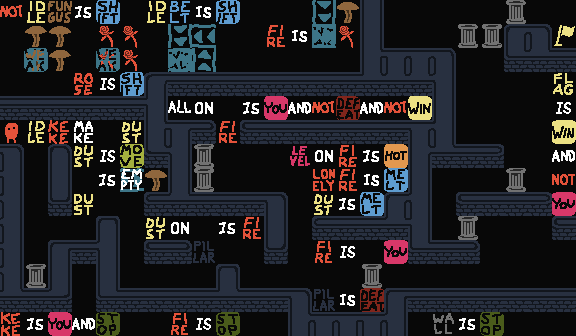 NOT IDLE FUNGUS IS SHIFT
IDLE BELT IS SHIFT
FIRE IS
ROSE IS SHIFT
ALL ON IS YOU AND NOT DEFEAT AND NOT WIN
FLAG IS WIN AND NOT YOU
IDLE KEKE MAKE DUST
FIRE
DUST IS MOVE
LEVEL ON FIRE IS HOT
IS EMPTY
LONELY FIRE IS MELT
DUST
DUST IS MELT
DUST ON IS FIRE
PILLAR
FIRE IS YOU
PILLAR IS DEFEAT
KEKE IS YOU AND STOP
FIRE IS STOP
WALL IS STOP